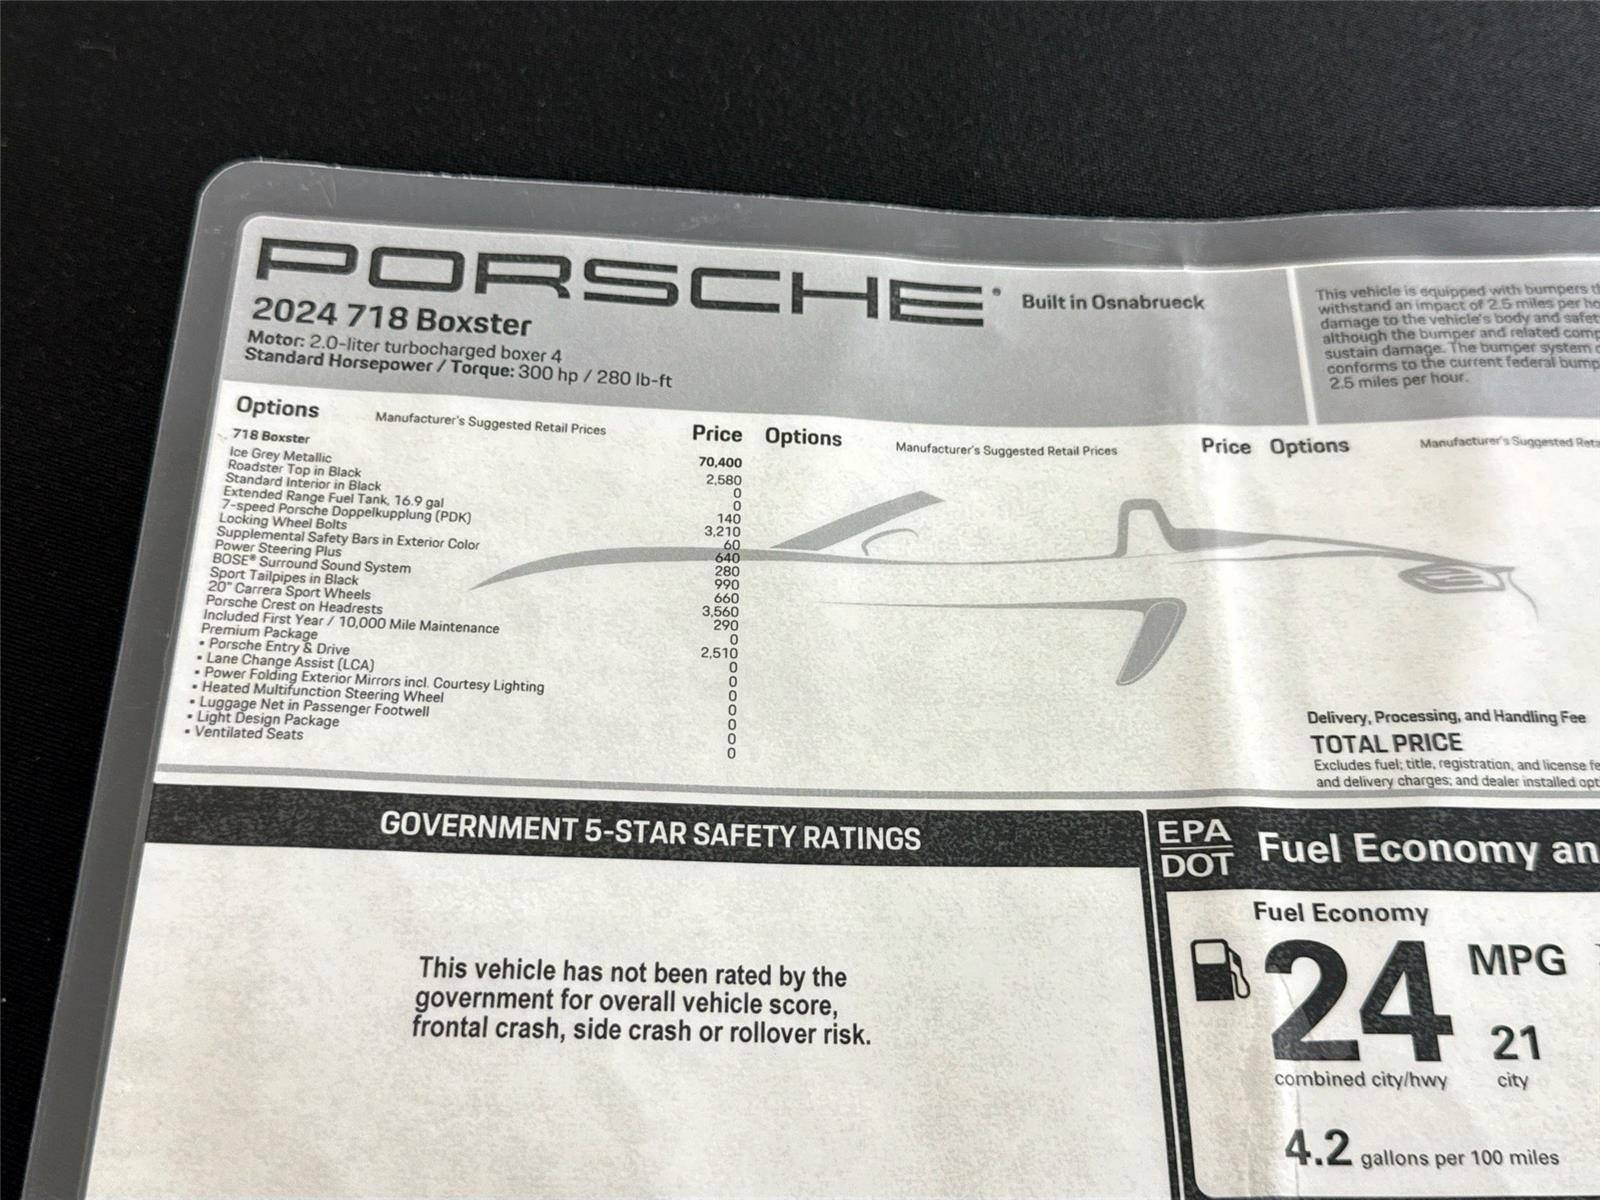 PORSCHE
Built in Osnabrueck
2024 718 Boxster
Motor: 2.0-liter turbocharged boxer 4
Standard Horsepower / Torque: 300 hp / 280 lb-ft
This vehicle is equipped with bumpers
withstand an impact of 2.5 miles per
damage to the vehicle's body and
although the bumper and related
sustain damage. The bumper system
conforms to the current federal
2.5 miles per hour.
Options Manufacturer's Suggested Retail Prices Price
718 Boxster 70,400
Ice Grey Metallic 2,580
Roadster Top in Black 0
Standard Interior in Black 0
Extended Range Fuel Tank, 16.9 gal 140
7-speed Porsche Doppelkupplung (PDK) 3,210
Locking Wheel Bolts 60
Supplemental Safety Bars in Exterior Color 640
Power Steering Plus 280
BOSE® Surround Sound System 990
Sport Tailpipes in Black 660
20" Carrera Sport Wheels 3,560
Porsche Crest on Headrests 290
Included First Year / 10,000 Mile Maintenance 0
Premium Package 2,510
• Porsche Entry & Drive 0
• Lane Change Assist (LCA) 0
• Power Folding Exterior Mirrors incl. Courtesy Lighting 0
• Heated Multifunction Steering Wheel 0
• Luggage Net in Passenger Footwell 0
• Light Design Package 0
• Ventilated Seats 0
Options Manufacturer's Suggested Retail Prices Price
Options Manufacturer's Suggested
Delivery, Processing, and Handling Fee
TOTAL PRICE
Excludes fuel; title, registration, and license
and delivery charges; and dealer installed
GOVERNMENT 5-STAR SAFETY RATINGS
This vehicle has not been rated by the
government for overall vehicle score,
frontal crash, side crash or rollover risk.
EPA
DOT
Fuel Economy
Fuel Economy
24 MPG
21
combined city/hwy city
4.2 gallons per 100 miles